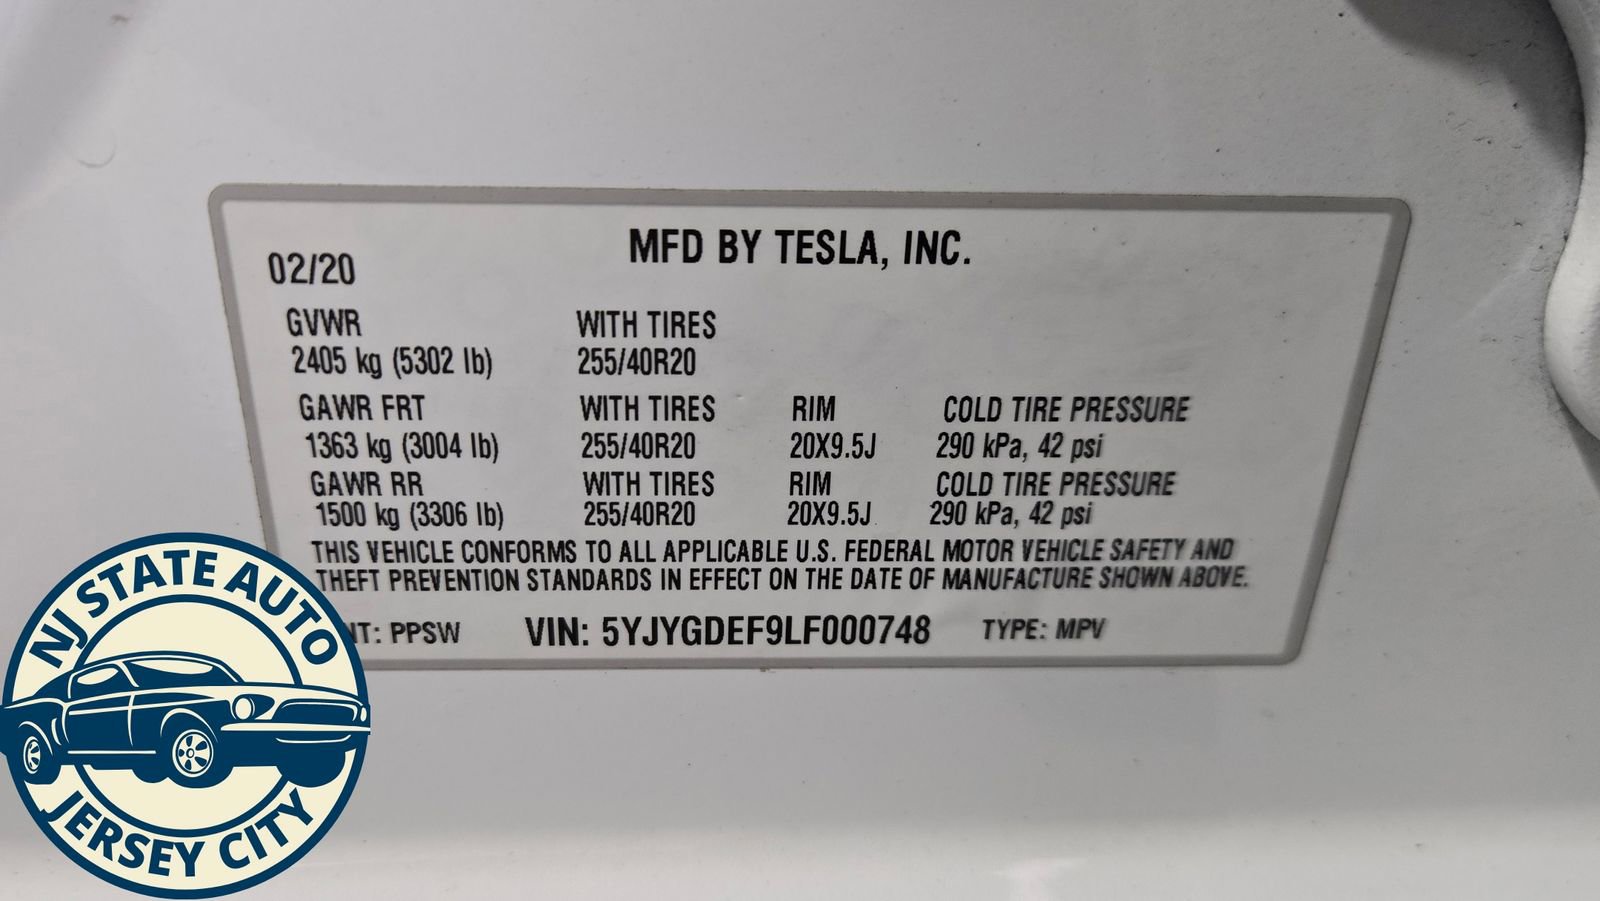 MFD BY TESLA, INC.
02/20
GVWR WITH TIRES
2405 kg (5302 lb) 255/40R20
GAWR FRT WITH TIRES RIM COLD TIRE PRESSURE
1363 kg (3004 lb) 255/40R20 20X9.5J 290 kPa, 42 psi
GAWR RR WITH TIRES RIM COLD TIRE PRESSURE
1500 kg (3306 lb) 255/40R20 20X9.5J 290 kPa, 42 psi
THIS VEHICLE CONFORMS TO ALL APPLICABLE U.S. FEDERAL MOTOR VEHICLE SAFETY AND
THEFT PREVENTION STANDARDS IN EFFECT ON THE DATE OF MANUFACTURE SHOWN ABOVE.
NT: PPSW VIN: 5YJYGDEF9LF000748 TYPE: MPV
NJ STATE AUTO
JERSEY CITY